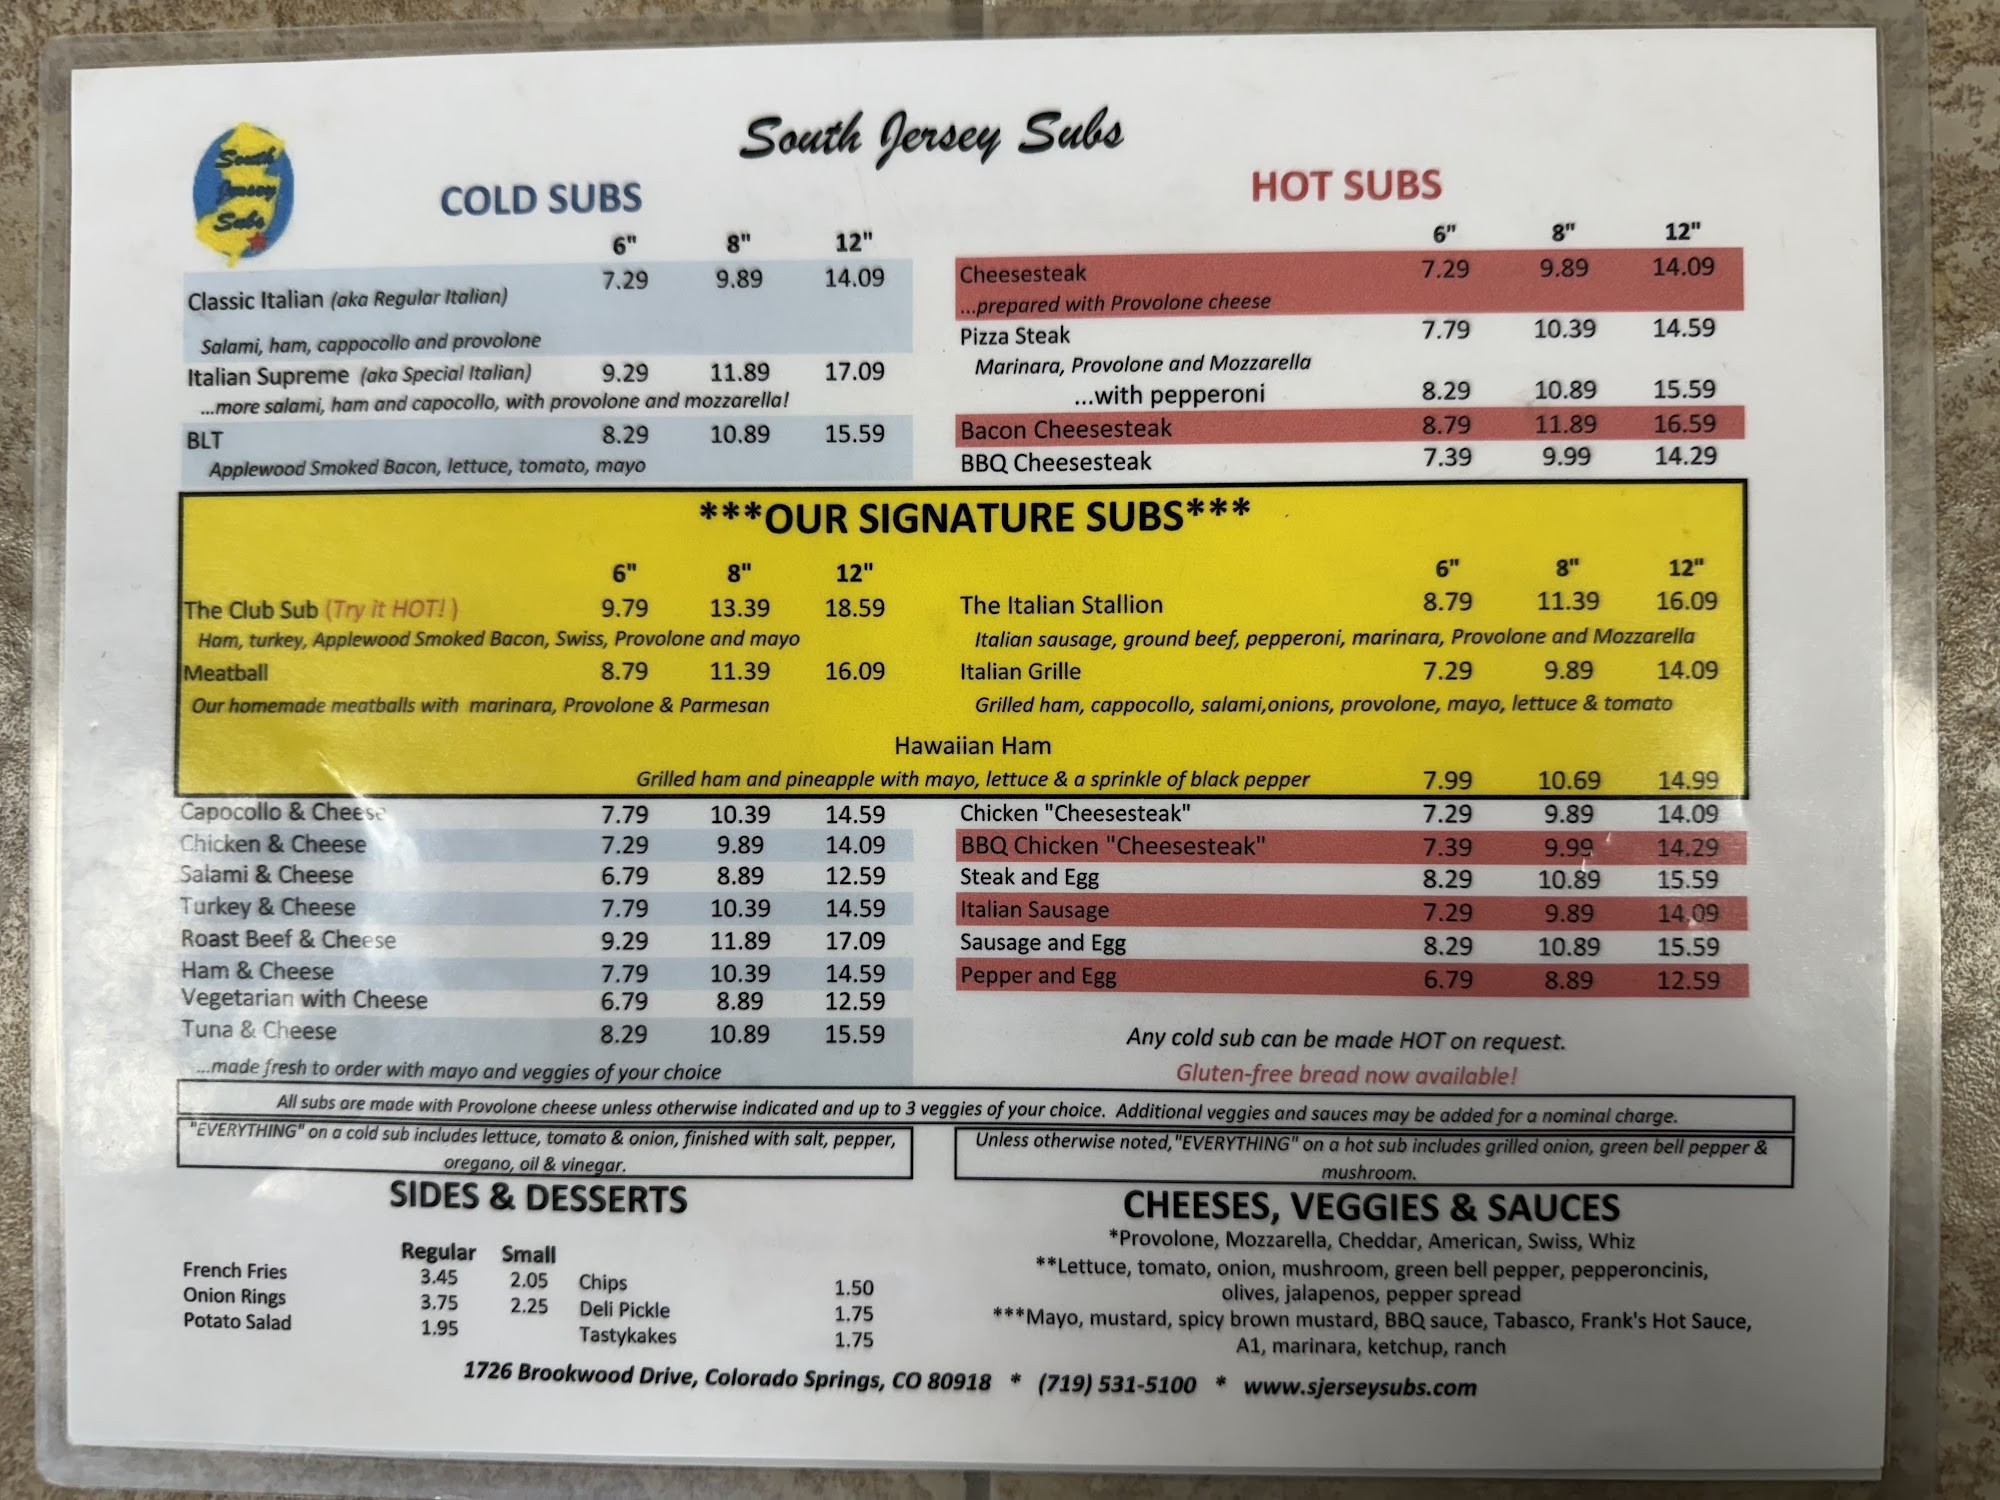 South
Jersey
Subs
South Jersey Subs
COLD SUBS
6" 8" 12"
Classic Italian (aka Regular Italian) 7.29 9.89 14.09
Salami, ham, cappocollo and provolone
Italian Supreme (aka Special Italian) 9.29 11.89 17.09
...more salami, ham and capocollo, with provolone and mozzarella!
BLT 8.29 10.89 15.59
Applewood Smoked Bacon, lettuce, tomato, mayo
HOT SUBS
6" 8" 12"
Cheesesteak 7.29 9.89 14.09
...prepared with Provolone cheese
Pizza Steak 7.79 10.39 14.59
Marinara, Provolone and Mozzarella
...with pepperoni 8.29 10.89 15.59
Bacon Cheesesteak 8.79 11.89 16.59
BBQ Cheesesteak 7.39 9.99 14.29
***OUR SIGNATURE SUBS***
6" 8" 12"
The Club Sub (Try it HOT! ) 9.79 13.39 18.59
Ham, turkey, Applewood Smoked Bacon, Swiss, Provolone and mayo
Meatball 8.79 11.39 16.09
Our homemade meatballs with marinara, Provolone & Parmesan
6" 8" 12"
The Italian Stallion 8.79 11.39 16.09
Italian sausage, ground beef, pepperoni, marinara, Provolone and Mozzarella
Italian Grille 7.29 9.89 14.09
Grilled ham, cappocollo, salami,onions, provolone, mayo, lettuce & tomato
Hawaiian Ham
Grilled ham and pineapple with mayo, lettuce & a sprinkle of black pepper 7.99 10.69 14.99
Capocollo & Cheese 7.79 10.39 14.59
Chicken & Cheese 7.29 9.89 14.09
Salami & Cheese 6.79 8.89 12.59
Turkey & Cheese 7.79 10.39 14.59
Roast Beef & Cheese 9.29 11.89 17.09
Ham & Cheese 7.79 10.39 14.59
Vegetarian with Cheese 6.79 8.89 12.59
Tuna & Cheese 8.29 10.89 15.59
...made fresh to order with mayo and veggies of your choice
Chicken "Cheesesteak" 7.29 9.89 14.09
BBQ Chicken "Cheesesteak" 7.39 9.99 14.29
Steak and Egg 8.29 10.89 15.59
Italian Sausage 7.29 9.89 14.09
Sausage and Egg 8.29 10.89 15.59
Pepper and Egg 6.79 8.89 12.59
Any cold sub can be made HOT on request.
Gluten-free bread now available!
All subs are made with Provolone cheese unless otherwise indicated and up to 3 veggies of your choice. Additional veggies and sauces may be added for a nominal charge.
"EVERYTHING" on a cold sub includes lettuce, tomato & onion, finished with salt, pepper,
oregano, oil & vinegar.
Unless otherwise noted,"EVERYTHING" on a hot sub includes grilled onion, green bell pepper &
mushroom.
SIDES & DESSERTS
Regular Small
French Fries 3.45 2.05
Onion Rings 3.75 2.25
Potato Salad 1.95
Chips 1.50
Deli Pickle 1.75
Tastykakes 1.75
CHEESES, VEGGIES & SAUCES
*Provolone, Mozzarella, Cheddar, American, Swiss, Whiz
**Lettuce, tomato, onion, mushroom, green bell pepper, pepperoncinis,
olives, jalapenos, pepper spread
***Mayo, mustard, spicy brown mustard, BBQ sauce, Tabasco, Frank's Hot Sauce,
A1, marinara, ketchup, ranch
1726 Brookwood Drive, Colorado Springs, CO 80918 * (719) 531-5100 * www.sjerseysubs.com